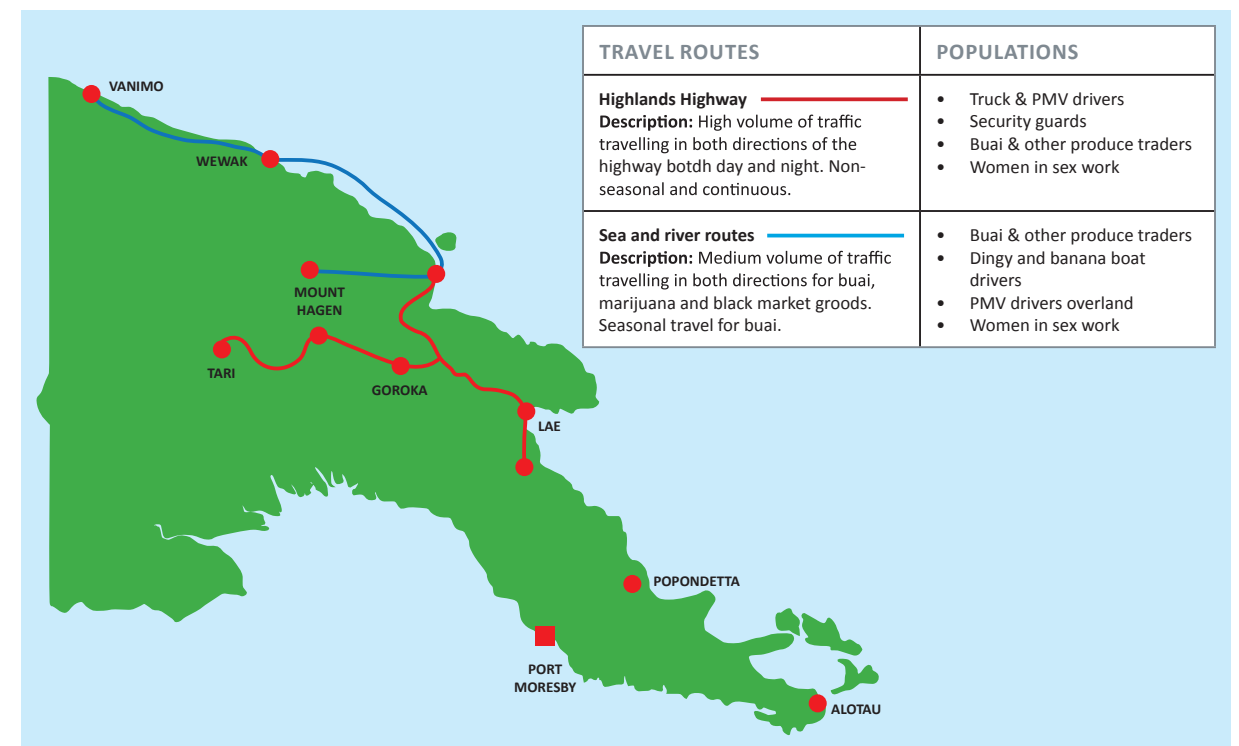 TRAVEL ROUTES
POPULATIONS
Highlands Highway
Description: High volume of traffic
travelling in both directions of the
highway botdh day and night. Non-
seasonal and continuous.
• Truck & PMV drivers
• Security guards
• Buai & other produce traders
• Women in sex work
Sea and river routes
Description: Medium volume of traffic
travelling in both directions for buai,
marijuana and black market groods.
Seasonal travel for buai.
• Buai & other produce traders
• Dingy and banana boat
drivers
• PMV drivers overland
• Women in sex work
VANIMO
WEWAK
MOUNT
HAGEN
TARI
GOROKA
LAE
POPONDETTA
PORT
MORESBY
ALOTAU